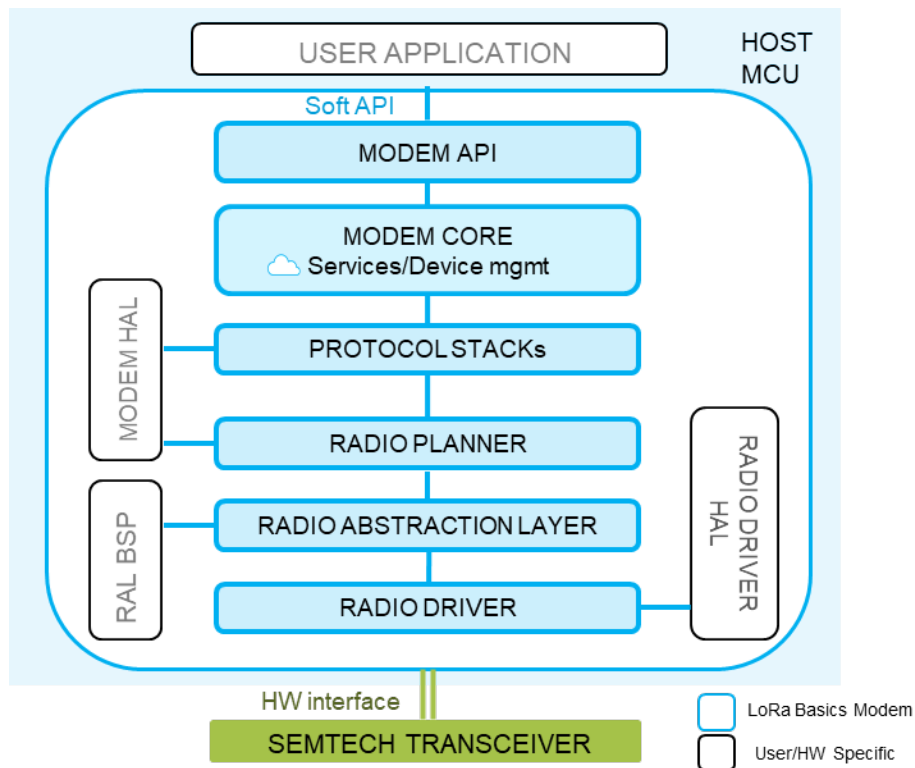 USER APPLICATION
HOST
MCU
Soft API
MODEM API
MODEM CORE
Services/Device mgmt
MODEM HAL
PROTOCOL STACKs
RADIO PLANNER
RADIO DRIVER
HAL
RAL BSP
RADIO ABSTRACTION LAYER
RADIO DRIVER
HW interface
SEMTECH TRANSCEIVER
LoRa Basics Modem
User/HW Specific